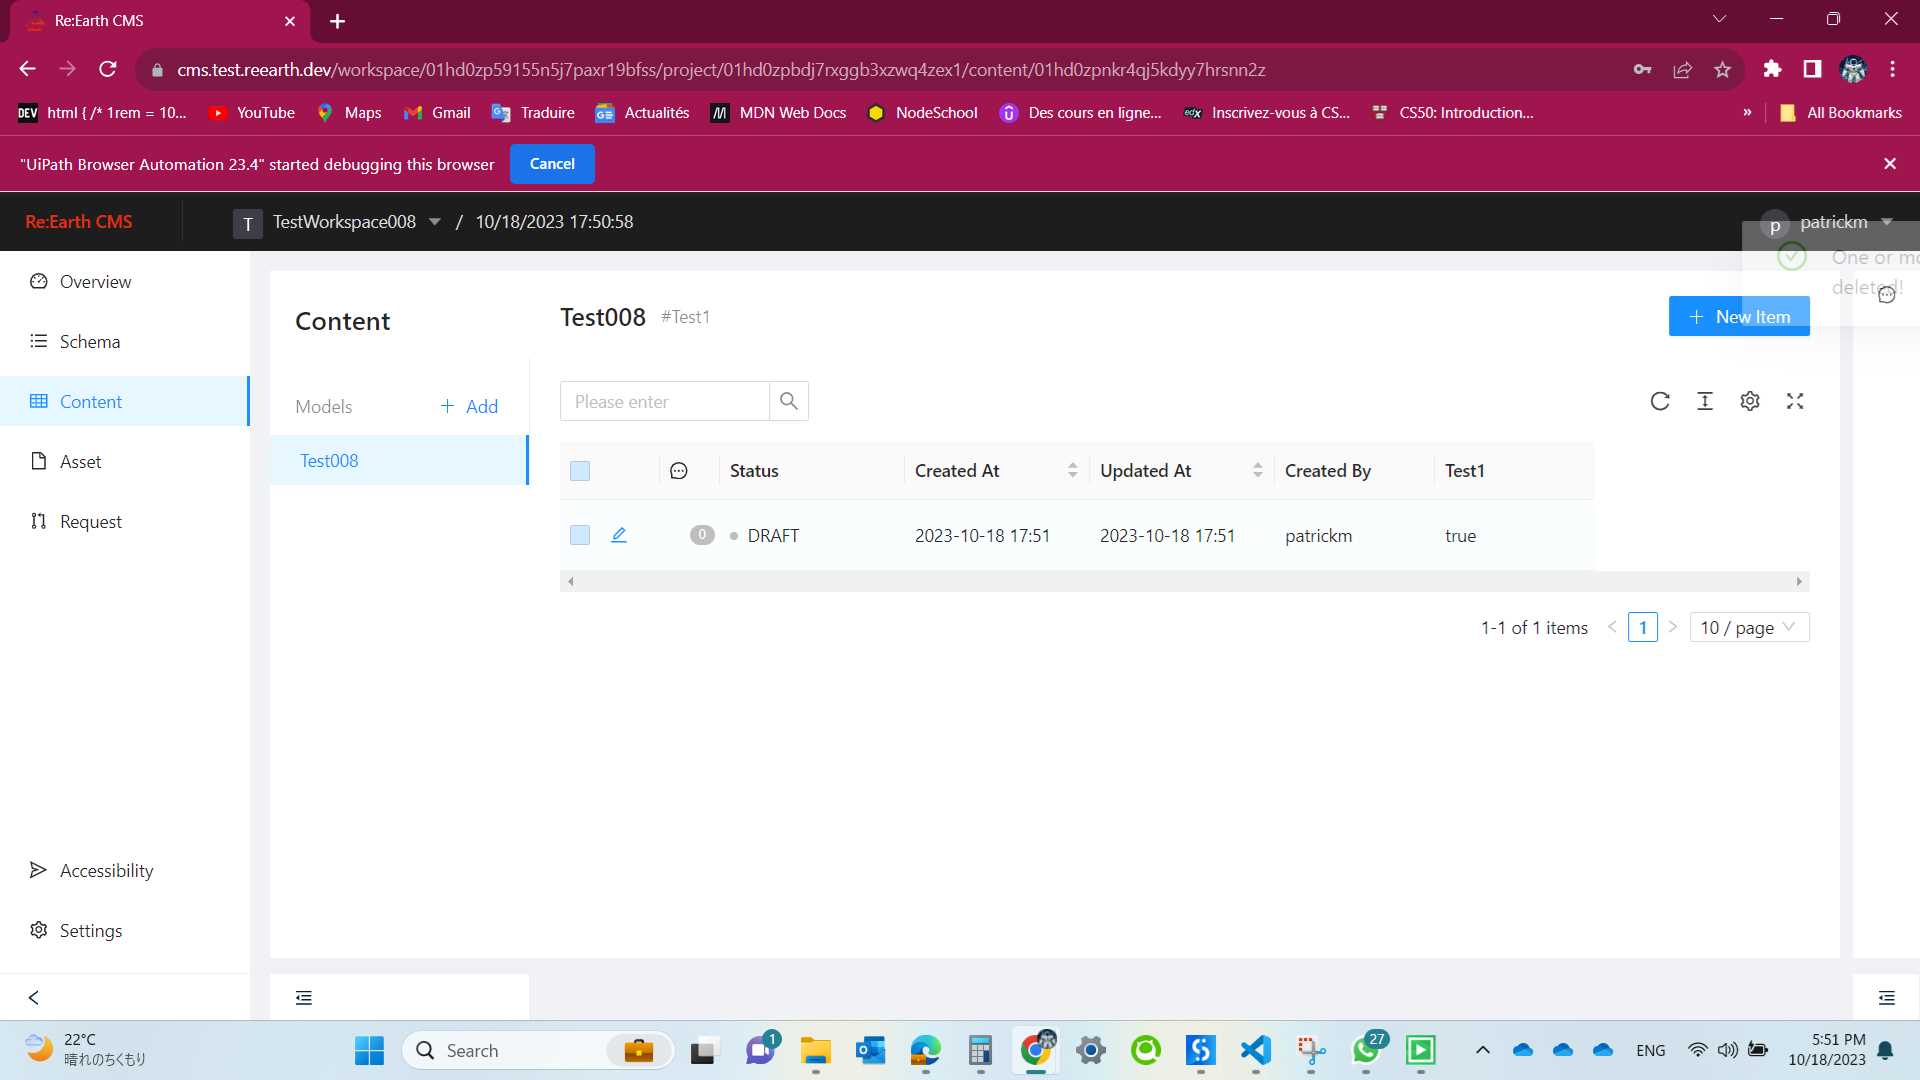 Re:Earth CMS
cms.test.reearth.dev/workspace/01hd0zp59155n5j7paxr19bfss/project/01hd0zpbdj7rxggb3xzwq4zex1/content/01hd0zpnkr4qj5kdyy7hrsnn2z
DEV html { /* 1rem = 10... YouTube Maps Gmail Traduire Actualités MDN Web Docs NodeSchool Des cours en ligne... edX Inscrivez-vous à CS... CS50: Introduction... » All Bookmarks
"UiPath Browser Automation 23.4" started debugging this browser Cancel
Re:Earth CMS T TestWorkspace008 / 10/18/2023 17:50:58 p patrickm
One or mo
deleted!
Overview
Schema
Content
Asset
Request
Accessibility
Settings
Content
Models + Add
Test008
Test008 #Test1
+ New Item
Please enter
Status Created At Updated At Created By Test1
0 DRAFT 2023-10-18 17:51 2023-10-18 17:51 patrickm true
1-1 of 1 items < 1 > 10 / page
22°C
晴れのちくもり
Search
1
27
ENG
5:51 PM
10/18/2023